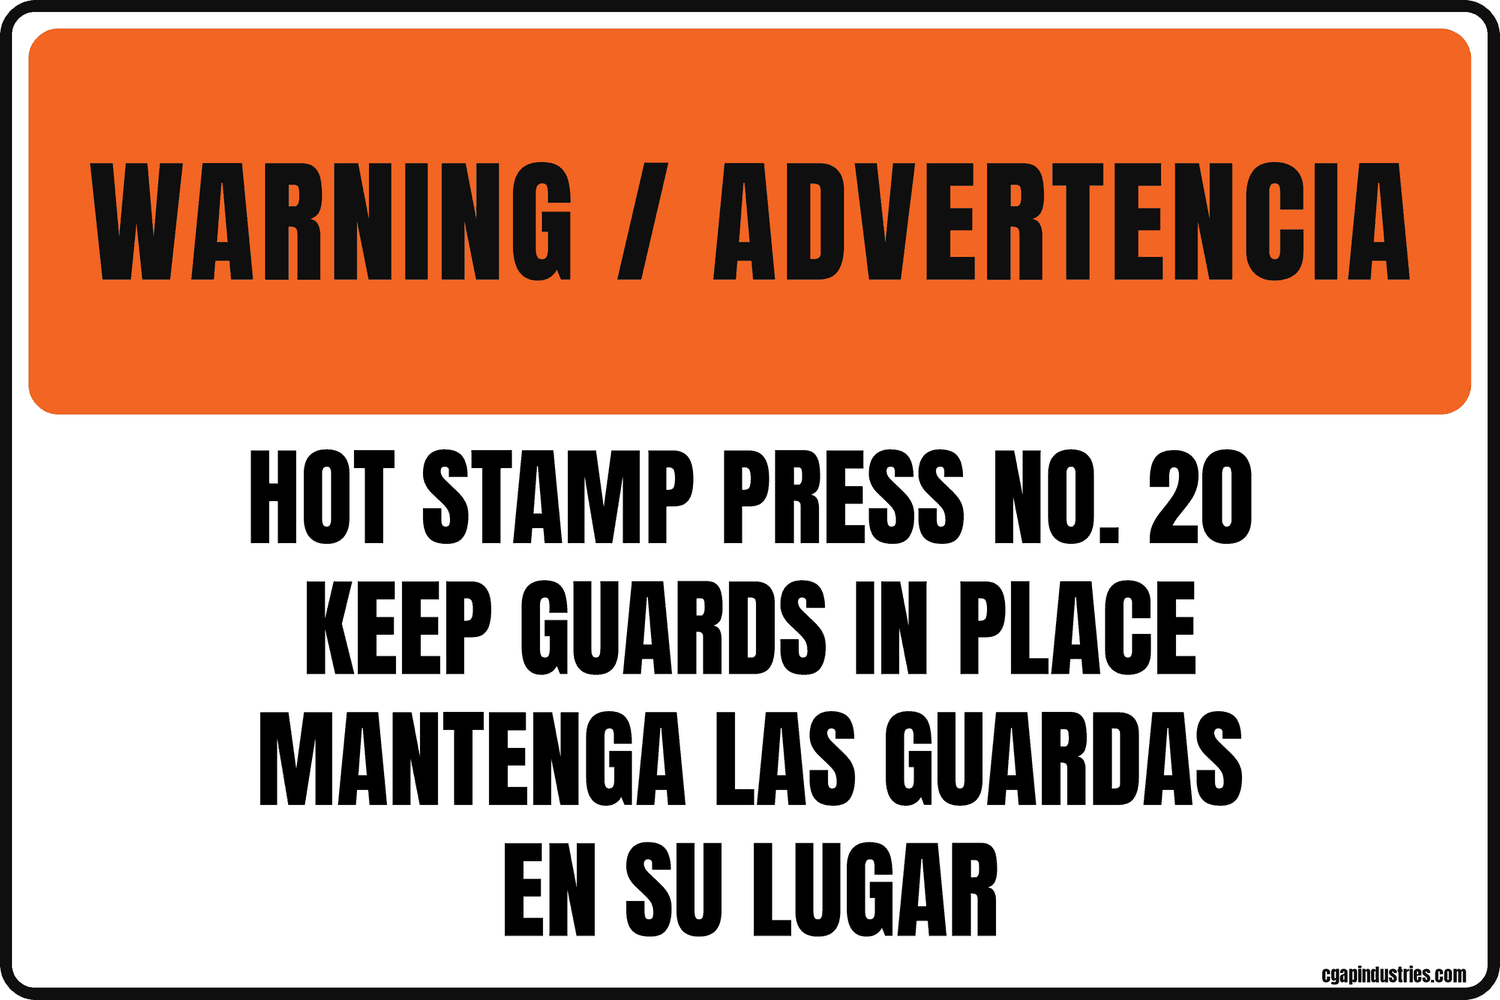 WARNING / ADVERTENCIA
HOT STAMP PRESS NO. 20
KEEP GUARDS IN PLACE
MANTENGA LAS GUARDAS
EN SU LUGAR
cgapindustries.com